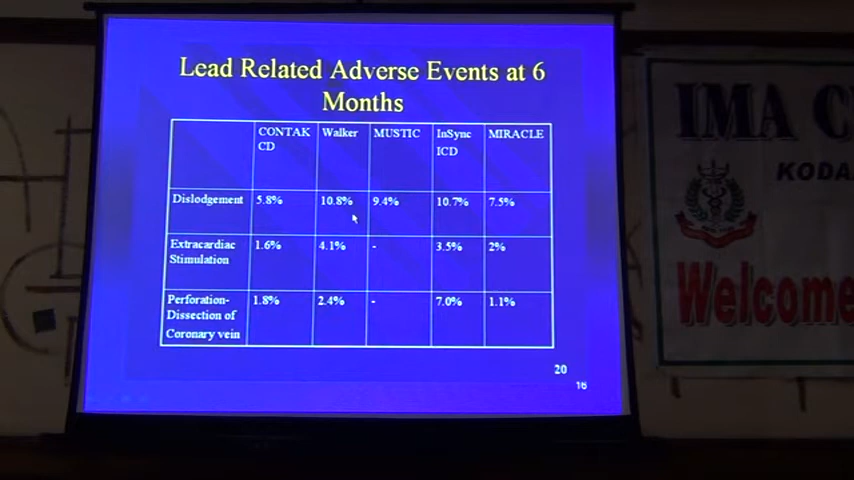 Lead Related Adverse Events at 6
Months
CONTAK CD Walker MUSTIC InSync ICD MIRACLE
Dislodgement 5.8% 10.8% 9.4% 10.7% 7.5%
Extracardiac Stimulation 1.6% 4.1% - 3.5% 2%
Perforation-Dissection of Coronary vein 1.8% 2.4% - 7.0% 1.1%
20
16
IMA
KODA
Welcome